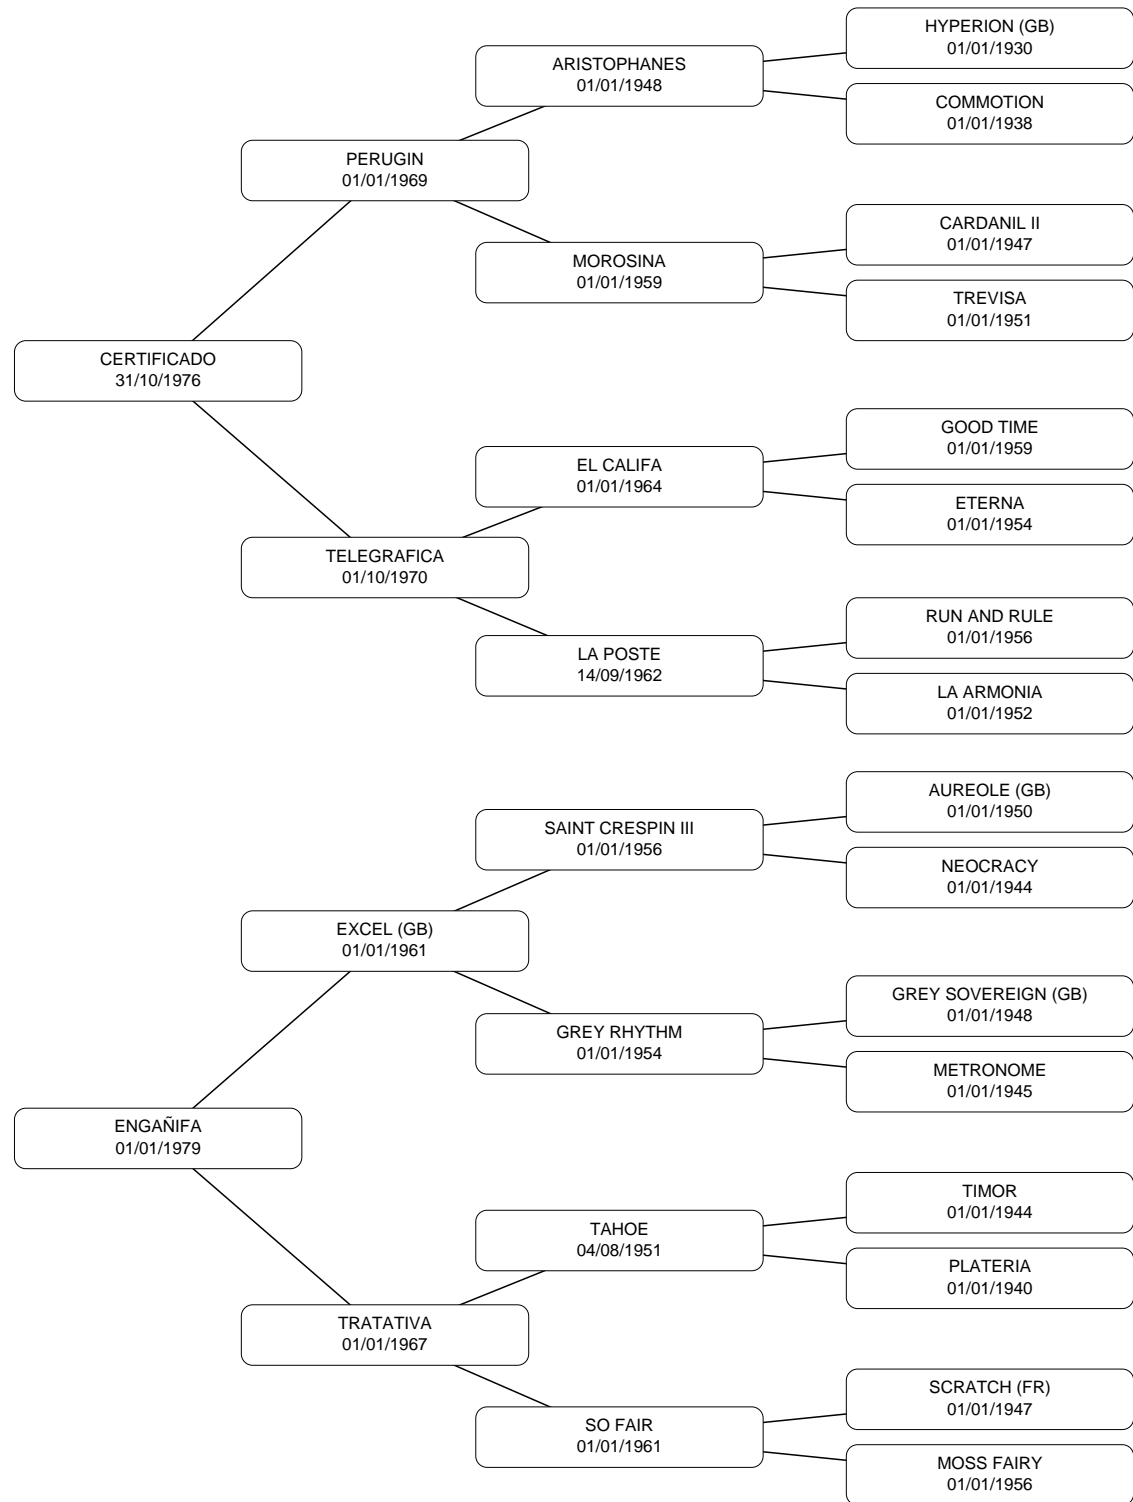 HYPERION (GB)
01/01/1930
ARISTOPHANES
01/01/1948
COMMOTION
01/01/1938
PERUGIN
01/01/1969
CARDANIL II
01/01/1947
MOROSINA
01/01/1959
TREVISA
01/01/1951
CERTIFICADO
31/10/1976
GOOD TIME
01/01/1959
EL CALIFA
01/01/1964
ETERNA
01/01/1954
TELEGRAFICA
01/10/1970
RUN AND RULE
01/01/1956
LA POSTE
14/09/1962
LA ARMONIA
01/01/1952
AUREOLE (GB)
01/01/1950
SAINT CRESPIN III
01/01/1956
NEOCRACY
01/01/1944
EXCEL (GB)
01/01/1961
GREY SOVEREIGN (GB)
01/01/1948
GREY RHYTHM
01/01/1954
METRONOME
01/01/1945
ENGAÑIFA
01/01/1979
TIMOR
01/01/1944
TAHOE
04/08/1951
PLATERIA
01/01/1940
TRATATIVA
01/01/1967
SCRATCH (FR)
01/01/1947
SO FAIR
01/01/1961
MOSS FAIRY
01/01/1956